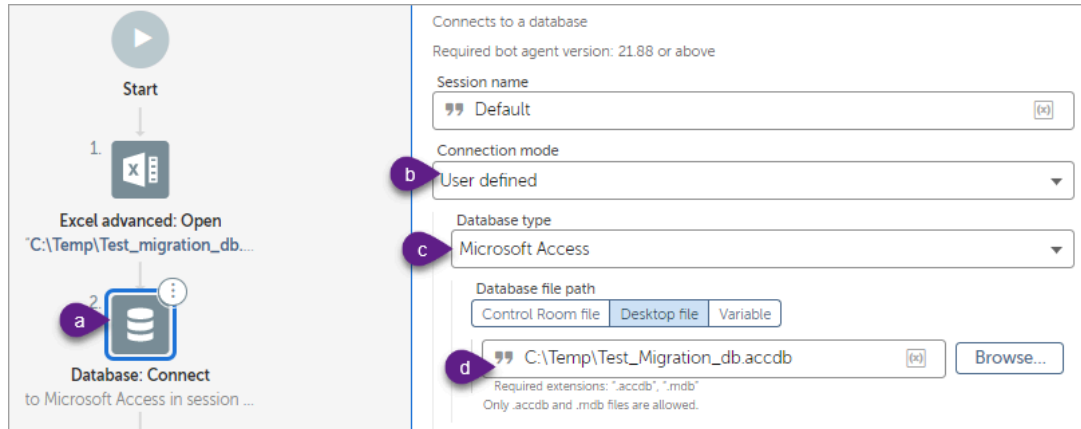 Start
1.
Excel advanced: Open
"C:\Temp\Test_migration_db....
a
2.
Database: Connect
to Microsoft Access in session ...
Connects to a database
Required bot agent version: 21.88 or above
Session name
Default
(x)
Connection mode
b
User defined
Database type
c
Microsoft Access
Database file path
Control Room file Desktop file Variable
d
C:\Temp\Test_Migration_db.accdb
(x)
Browse...
Required extensions: ".accdb", ".mdb"
Only .accdb and .mdb files are allowed.